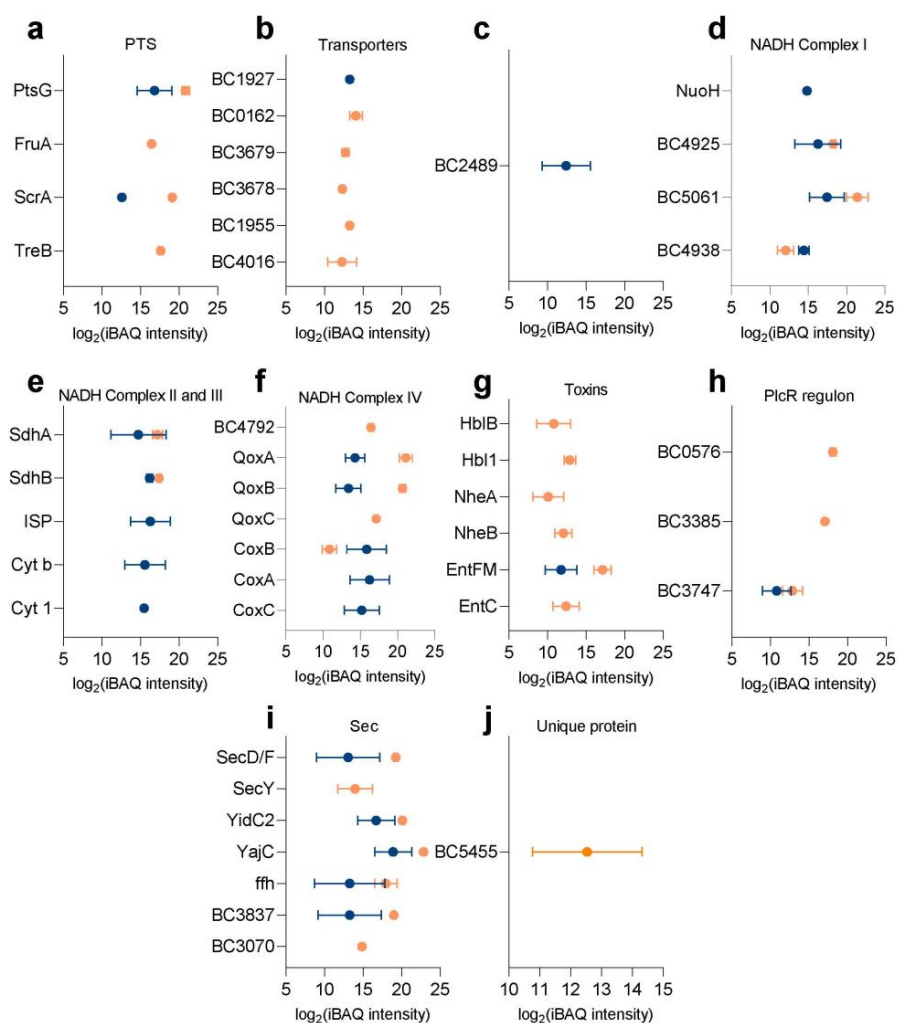 a
PTS
PtsG
FruA
ScrA
TreB
5 10 15 20 25
log2(iBAQ intensity)
b
Transporters
BC1927
BC0162
BC3679
BC3678
BC1955
BC4016
5 10 15 20 25
log2(iBAQ intensity)
c
BC2489
5 10 15 20 25
log2(iBAQ intensity)
d
NADH Complex I
NuoH
BC4925
BC5061
BC4938
5 10 15 20 25
log2(iBAQ intensity)
e
NADH Complex II and III
SdhA
SdhB
ISP
Cyt b
Cyt 1
5 10 15 20 25
log2(iBAQ intensity)
f
NADH Complex IV
BC4792
QoxA
QoxB
QoxC
CoxB
CoxA
CoxC
5 10 15 20 25
log2(iBAQ intensity)
g
Toxins
HblB
Hbl1
NheA
NheB
EntFM
EntC
5 10 15 20 25
log2(iBAQ intensity)
h
PlcR regulon
BC0576
BC3385
BC3747
5 10 15 20 25
log2(iBAQ intensity)
i
Sec
SecD/F
SecY
YidC2
YajC
ffh
BC3837
BC3070
5 10 15 20 25
log2(iBAQ intensity)
j
Unique protein
BC5455
10 11 12 13 14 15
log2(iBAQ intensity)